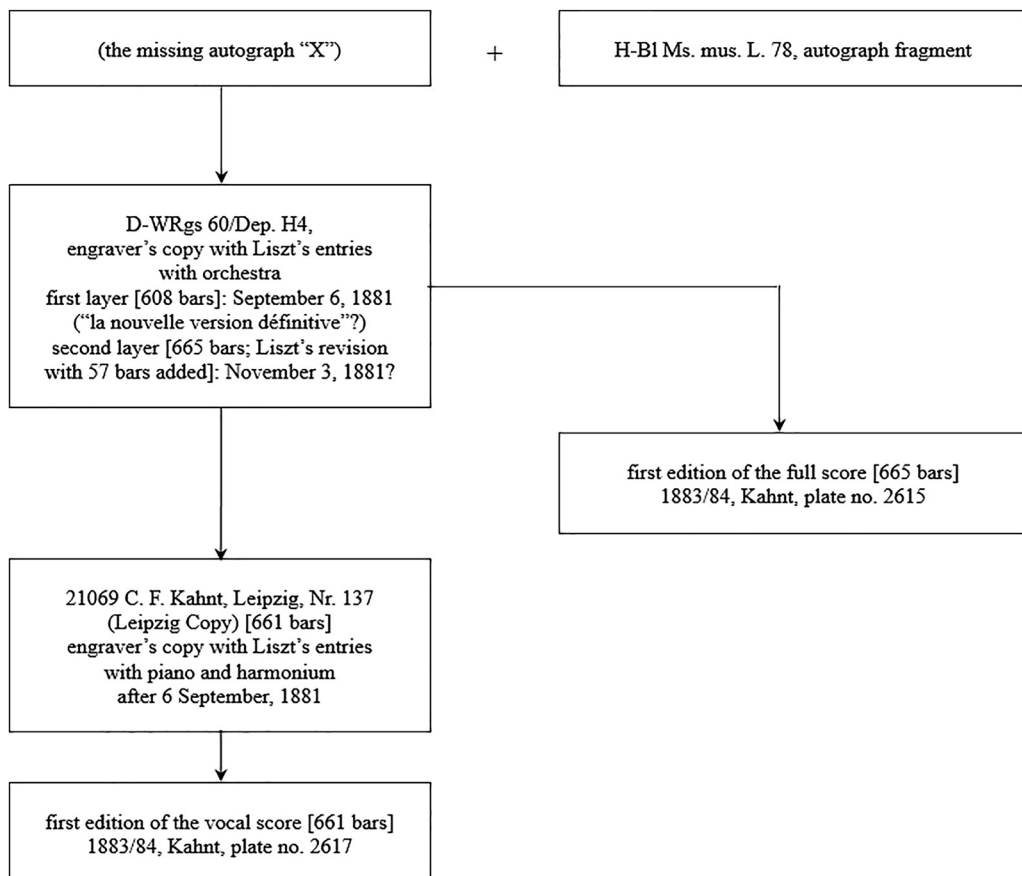 (the missing autograph “X”)
+
H-Bl Ms. mus. L. 78, autograph fragment
D-WRgs 60/Dep. H4,
engraver’s copy with Liszt’s entries
with orchestra
first layer [608 bars]: September 6, 1881
(“la nouvelle version définitive”?)
second layer [665 bars; Liszt’s revision
with 57 bars added]: November 3, 1881?
first edition of the full score [665 bars]
1883/84, Kahnt, plate no. 2615
21069 C. F. Kahnt, Leipzig, Nr. 137
(Leipzig Copy) [661 bars]
engraver’s copy with Liszt’s entries
with piano and harmonium
after 6 September, 1881
first edition of the vocal score [661 bars]
1883/84, Kahnt, plate no. 2617